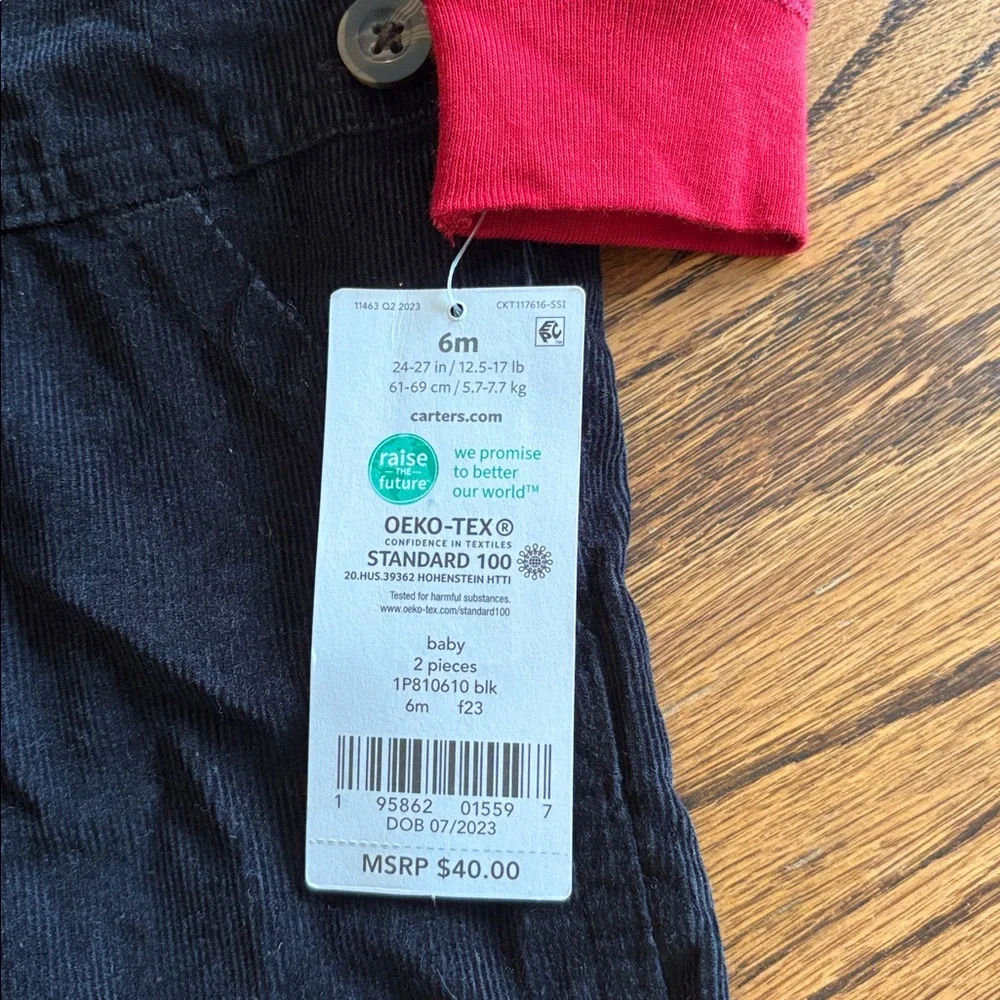 11463 Q2 2023 CKT117616-SSI
EPC™
6m
24-27 in / 12.5-17 lb
61-69 cm / 5.7-7.7 kg
carters.com
raise
THE
future
we promise
to better
our world™
OEKO-TEX®
CONFIDENCE IN TEXTILES
STANDARD 100
20.HUS.39362 HOHENSTEIN HTTI
Tested for harmful substances.
www.oeko-tex.com/standard100
baby
2 pieces
1P810610 blk
6m f23
1 95862 01559 7
DOB 07/2023
MSRP $40.00